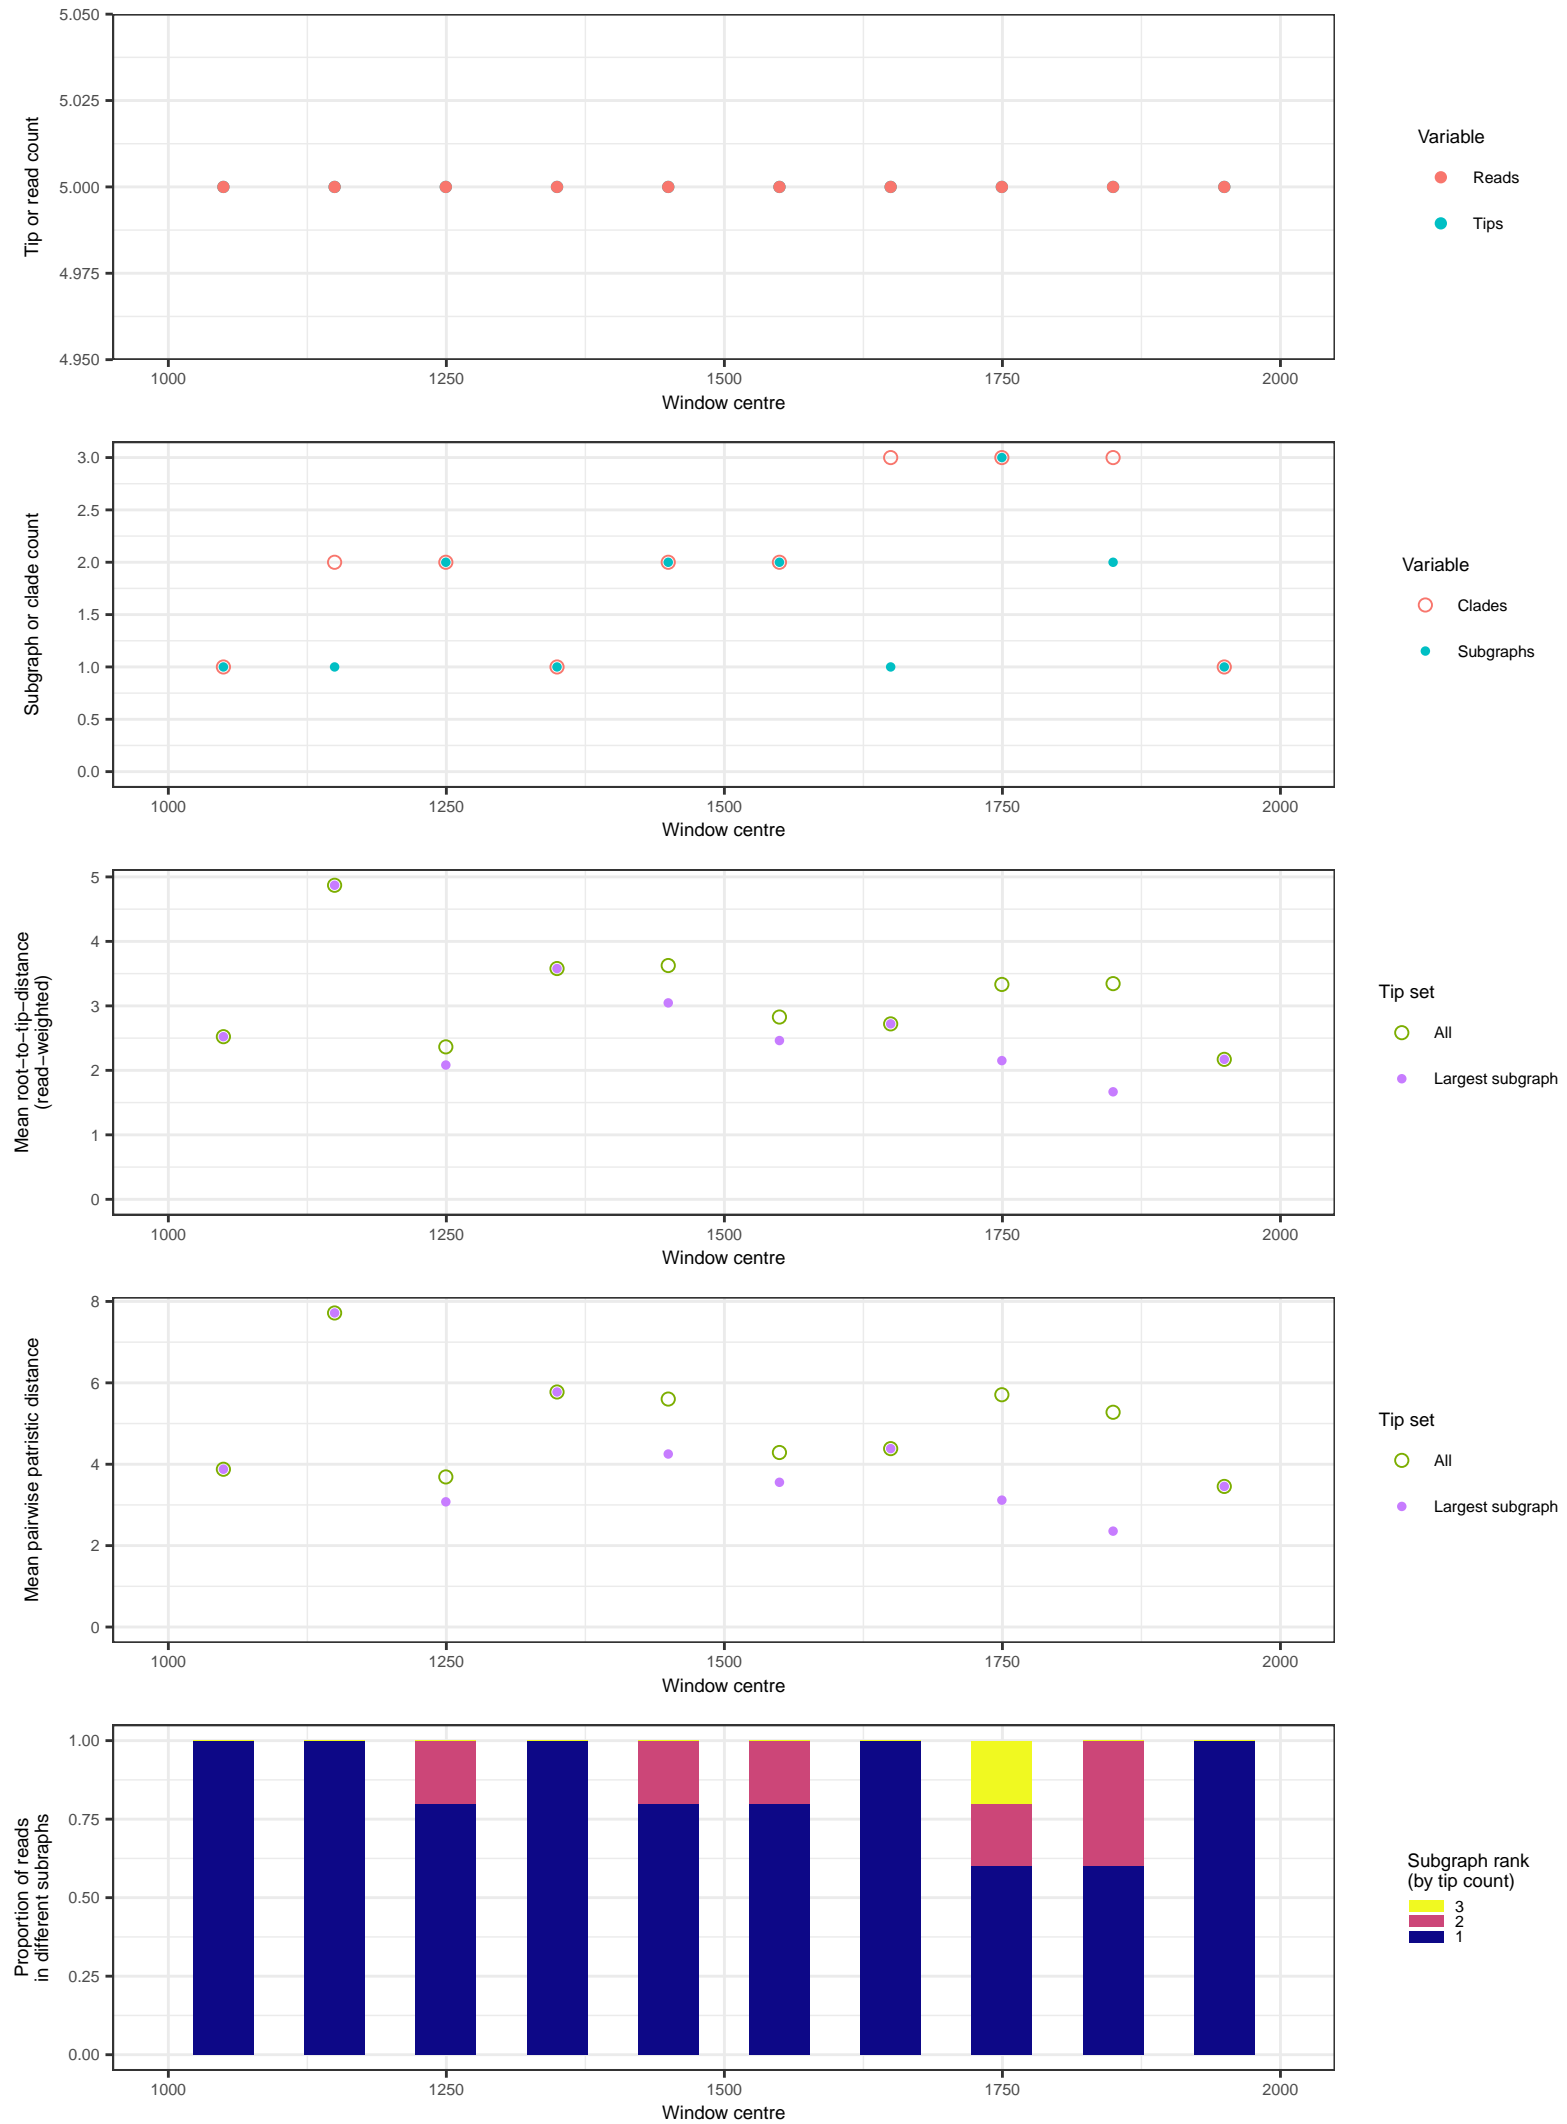 5.050
5.025
5.000
4.975
4.950
Tip or read count
1000 1250 1500 1750 2000
Window centre
Variable
Reads
Tips
3.0
2.5
2.0
1.5
1.0
0.5
0.0
Subgraph or clade count
1000 1250 1500 1750 2000
Window centre
Variable
Clades
Subgraphs
5
4
3
2
1
0
Mean root−to−tip−distance
(read−weighted)
1000 1250 1500 1750 2000
Window centre
Tip set
All
Largest subgraph
8
6
4
2
0
Mean pairwise patristic distance
1000 1250 1500 1750 2000
Window centre
Tip set
All
Largest subgraph
1.00
0.75
0.50
0.25
0.00
Proportion of reads
in different subraphs
1000 1250 1500 1750 2000
Window centre
Subgraph rank
(by tip count)
3
2
1